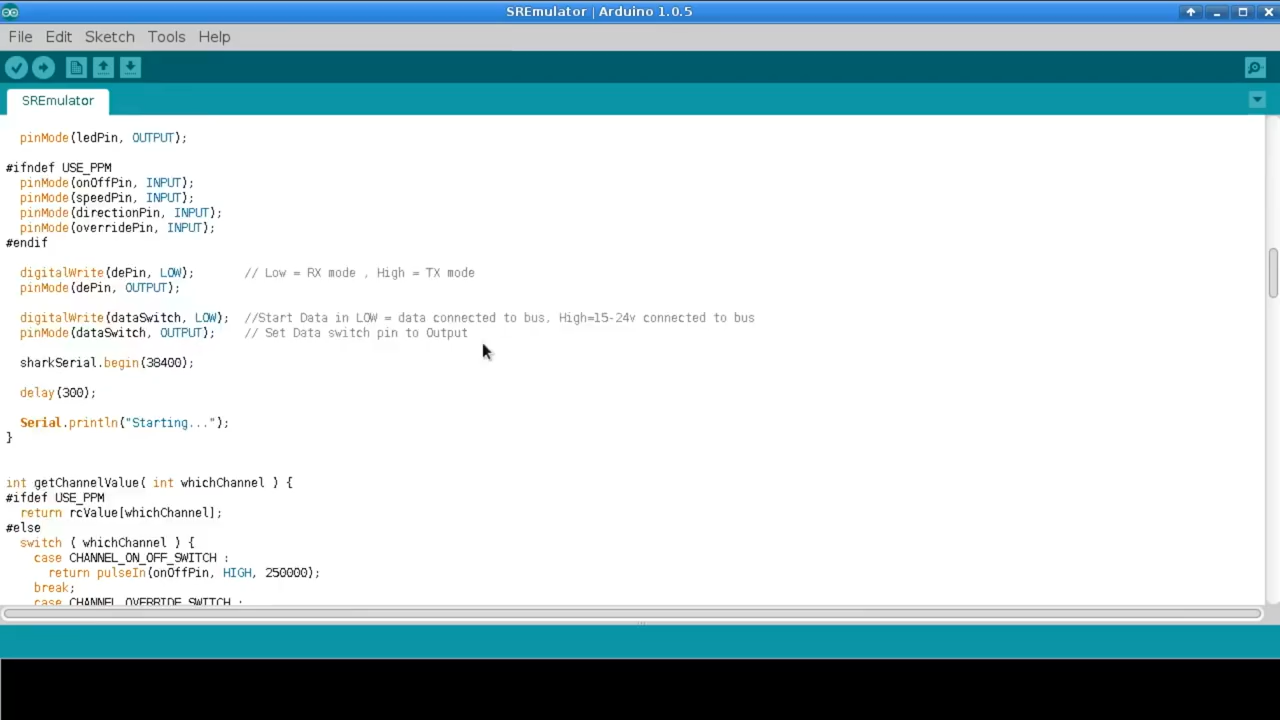 SREmulator | Arduino 1.0.5
File Edit Sketch Tools Help
SREmulator
pinMode(ledPin, OUTPUT);
#ifndef USE_PPM
pinMode(onOffPin, INPUT);
pinMode(speedPin, INPUT);
pinMode(directionPin, INPUT);
pinMode(overridePin, INPUT);
#endif
digitalWrite(dePin, LOW); // Low = RX mode , High = TX mode
pinMode(dePin, OUTPUT);
digitalWrite(dataSwitch, LOW); //Start Data in LOW = data connected to bus, High=15-24v connected to bus
pinMode(dataSwitch, OUTPUT); // Set Data switch pin to Output
sharkSerial.begin(38400);
delay(300);
Serial.println("Starting...");
}
int getChannelValue( int whichChannel ) {
#ifdef USE_PPM
return rcValue[whichChannel];
#else
switch ( whichChannel ) {
case CHANNEL_ON_OFF_SWITCH :
return pulseIn(onOffPin, HIGH, 250000);
break;
case CHANNEL_OVERRIDE_SWITCH :